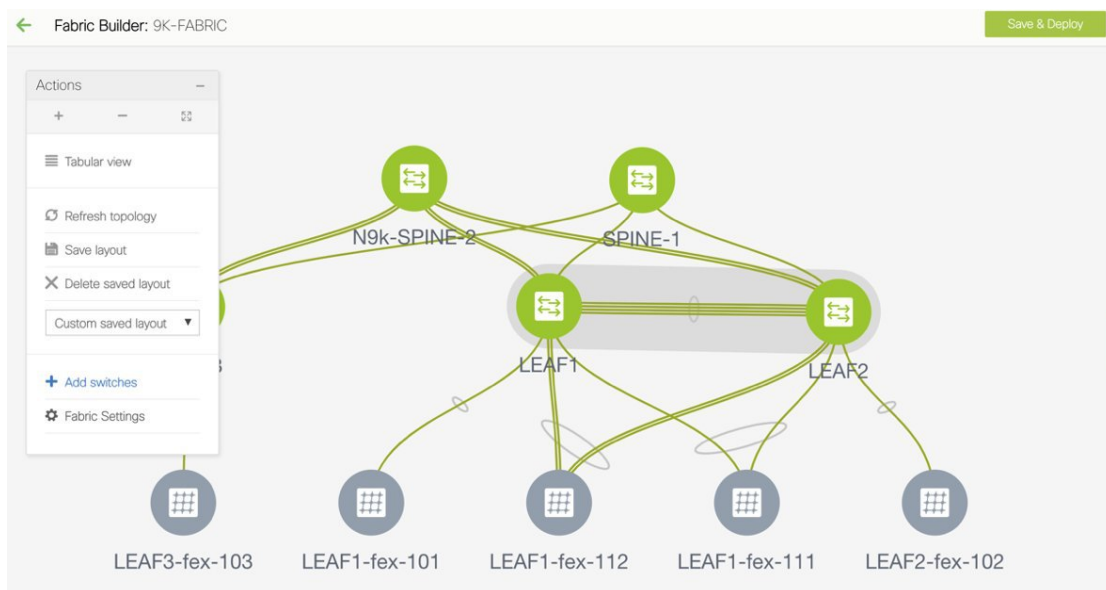 Fabric Builder: 9K-FABRIC
Save & Deploy
Actions
Tabular view
Refresh topology
Save layout
Delete saved layout
Custom saved layout
Add switches
Fabric Settings
N9k-SPINE-2
SPINE-1
LEAF1
LEAF2
LEAF3-fex-103
LEAF1-fex-101
LEAF1-fex-112
LEAF1-fex-111
LEAF2-fex-102